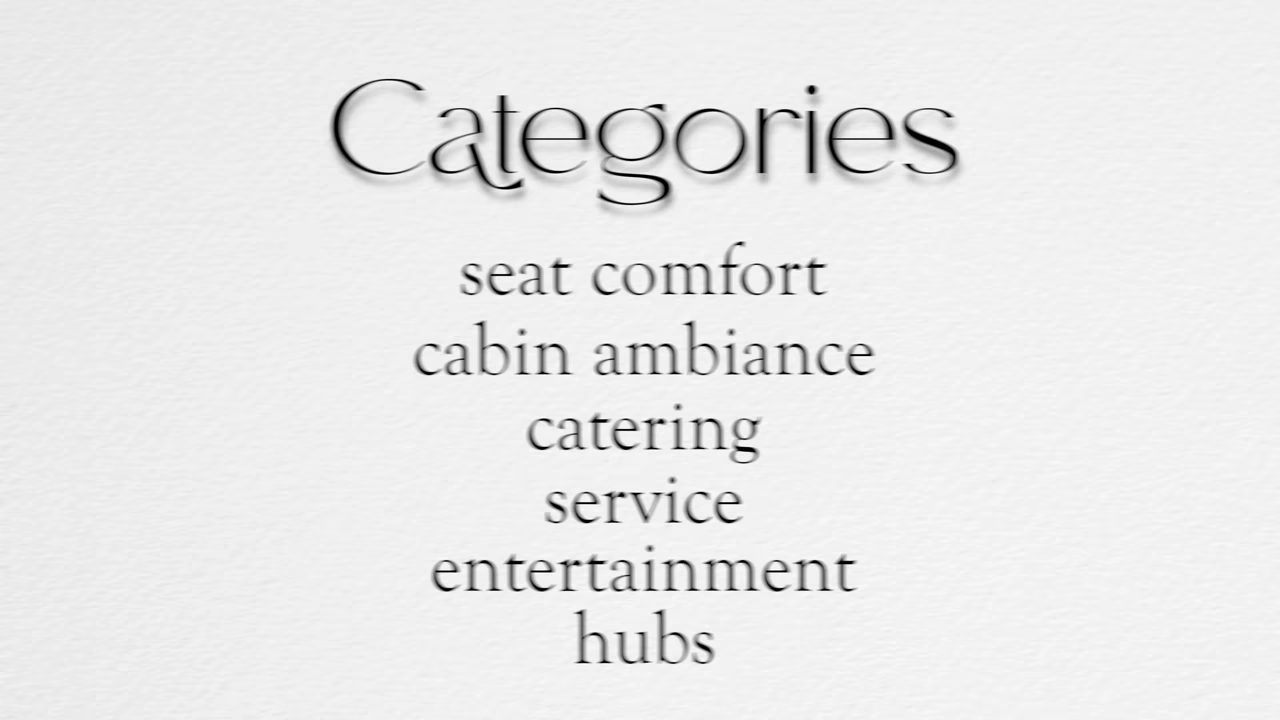 Categories
seat comfort
cabin ambiance
catering
service
entertainment
hubs